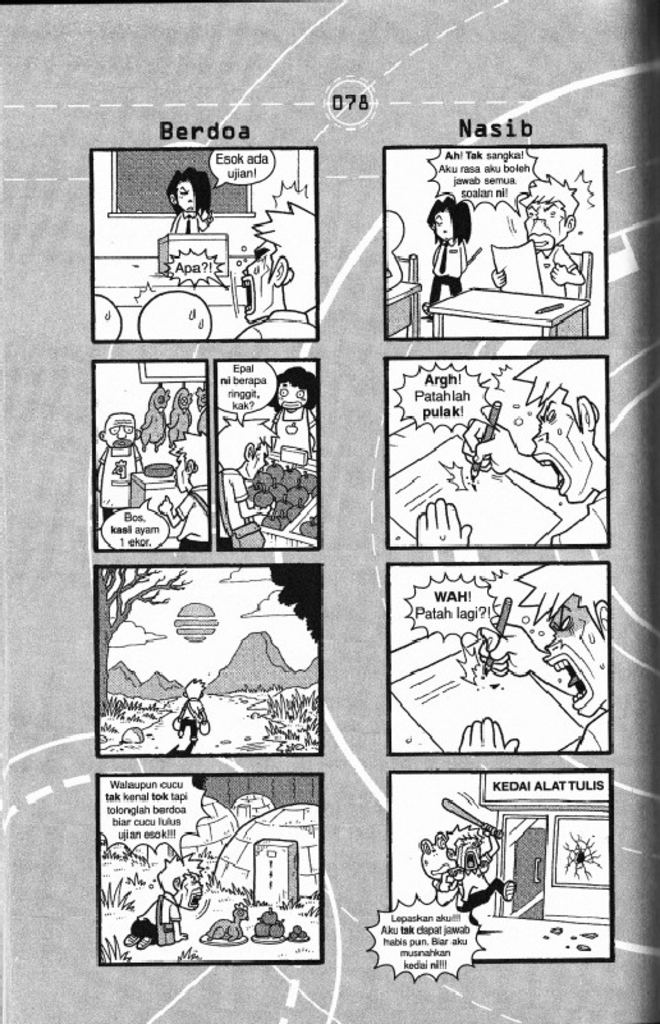 078
Berdoa
Esok ada
ujian!
Apa?!
Bos,
kasi ayam
1 ekor.
Epal
ni berapa
ringgit,
kak?
Walaupun cucu
tak kenal tok tapi
tolonglah berdoa
biar cucu lulus
ujian esok!!!
Nasib
Ah! Tak sangka!
Aku rasa aku boleh
jawab semua
soalan ni!
Argh!
Patahlah
pulak!
WAH!
Patah lagi?!
KEDAI ALAT TULIS
Lepaskan aku!!!!
Aku tak dapat jawab
habis pun. Biar aku
musnahkan
kedai ni!!!